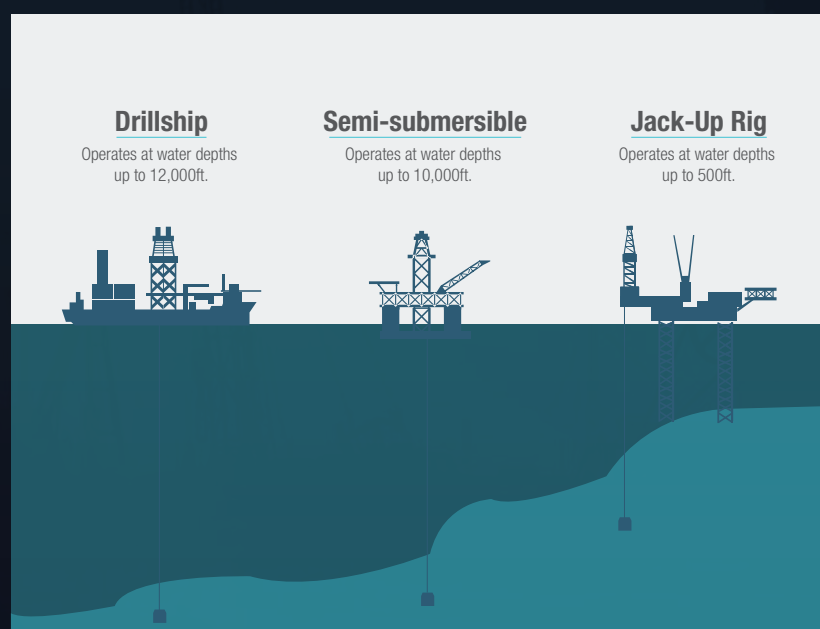 Drillship
Operates at water depths
up to 12,000ft.
Semi-submersible
Operates at water depths
up to 10,000ft.
Jack-Up Rig
Operates at water depths
up to 500ft.